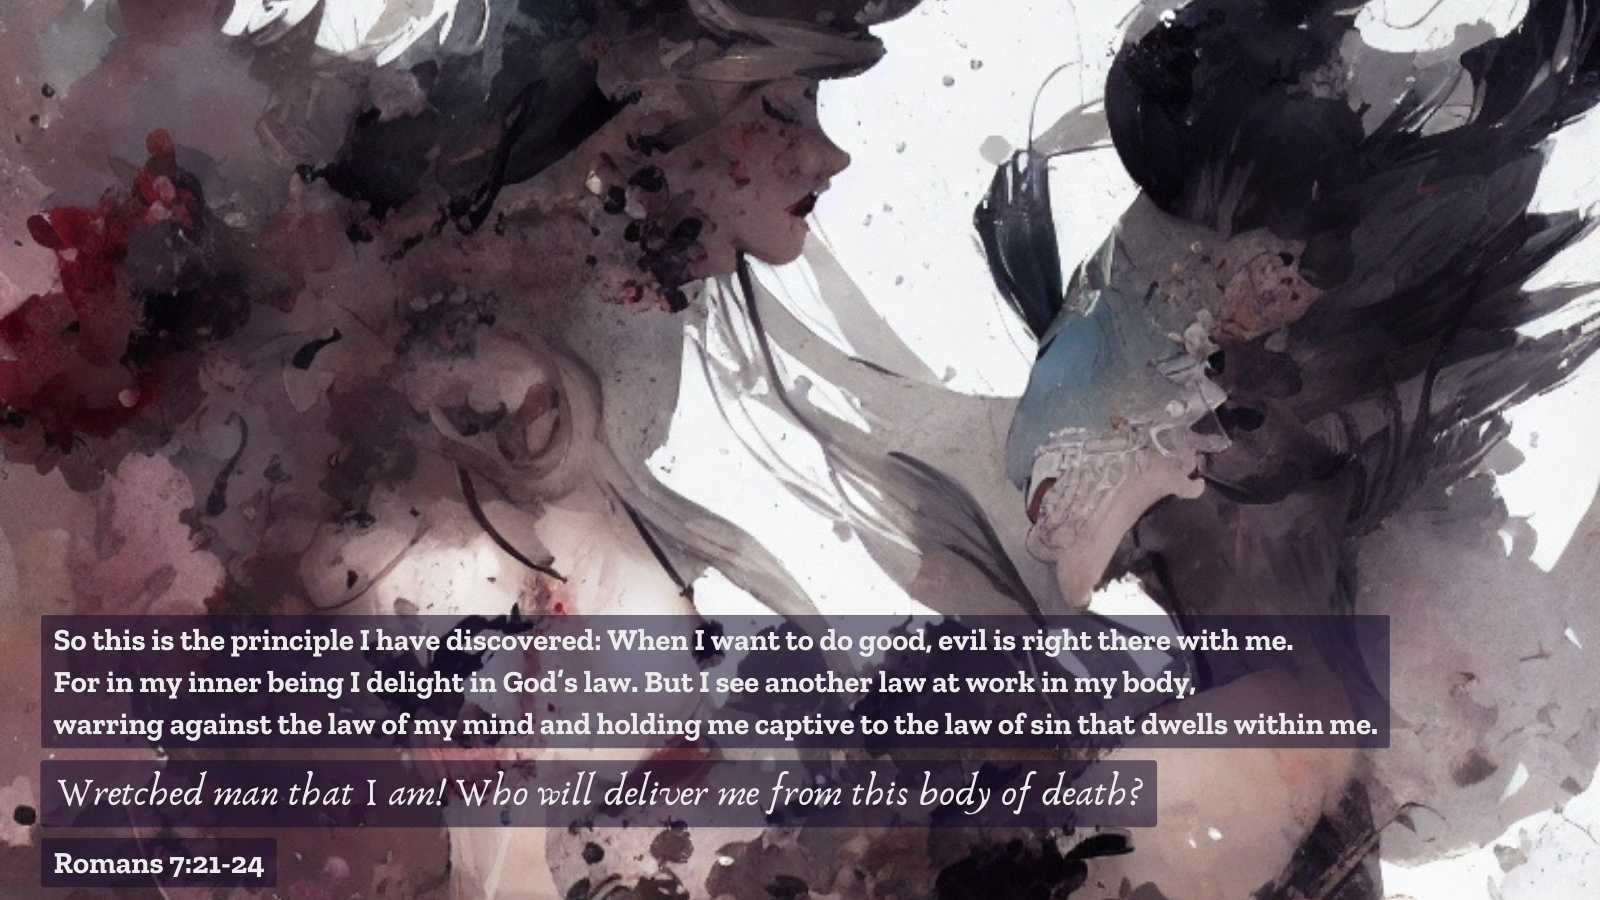 So this is the principle I have discovered: When I want to do good, evil is right there with me.
For in my inner being I delight in God's law. But I see another law at work in my body,
warring against the law of my mind and holding me captive to the law of sin that dwells within me.
Wretched man that I am! Who will deliver me from this body of death?
Romans 7:21-24